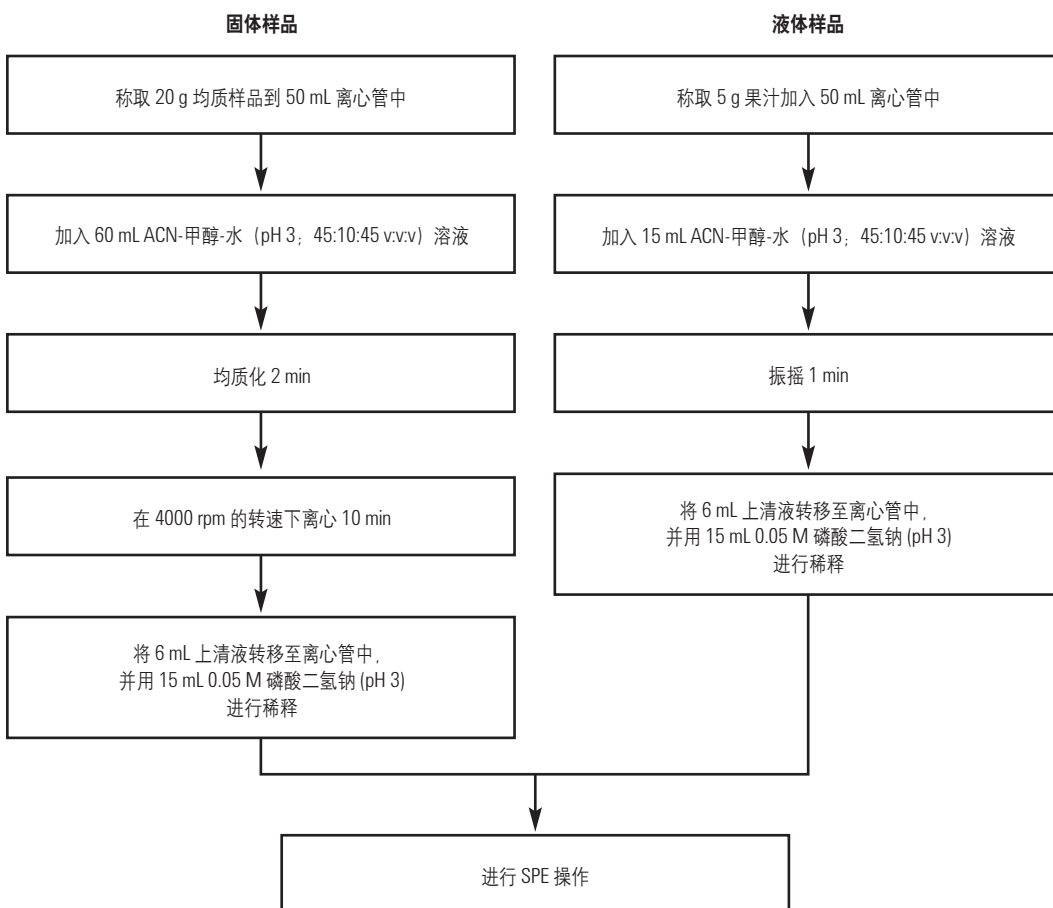 固体样品
称取 20 g 均质样品到 50 mL 离心管中
加入 60 mL ACN-甲醇-水（pH 3；45:10:45 v:v:v）溶液
均质化 2 min
在 4000 rpm 的转速下离心 10 min
将 6 mL 上清液转移至离心管中，
并用 15 mL 0.05 M 磷酸二氢钠 (pH 3)
进行稀释
液体样品
称取 5 g 果汁加入 50 mL 离心管中
加入 15 mL ACN-甲醇-水（pH 3；45:10:45 v:v:v）溶液
振摇 1 min
将 6 mL 上清液转移至离心管中，
并用 15 mL 0.05 M 磷酸二氢钠 (pH 3)
进行稀释
进行 SPE 操作